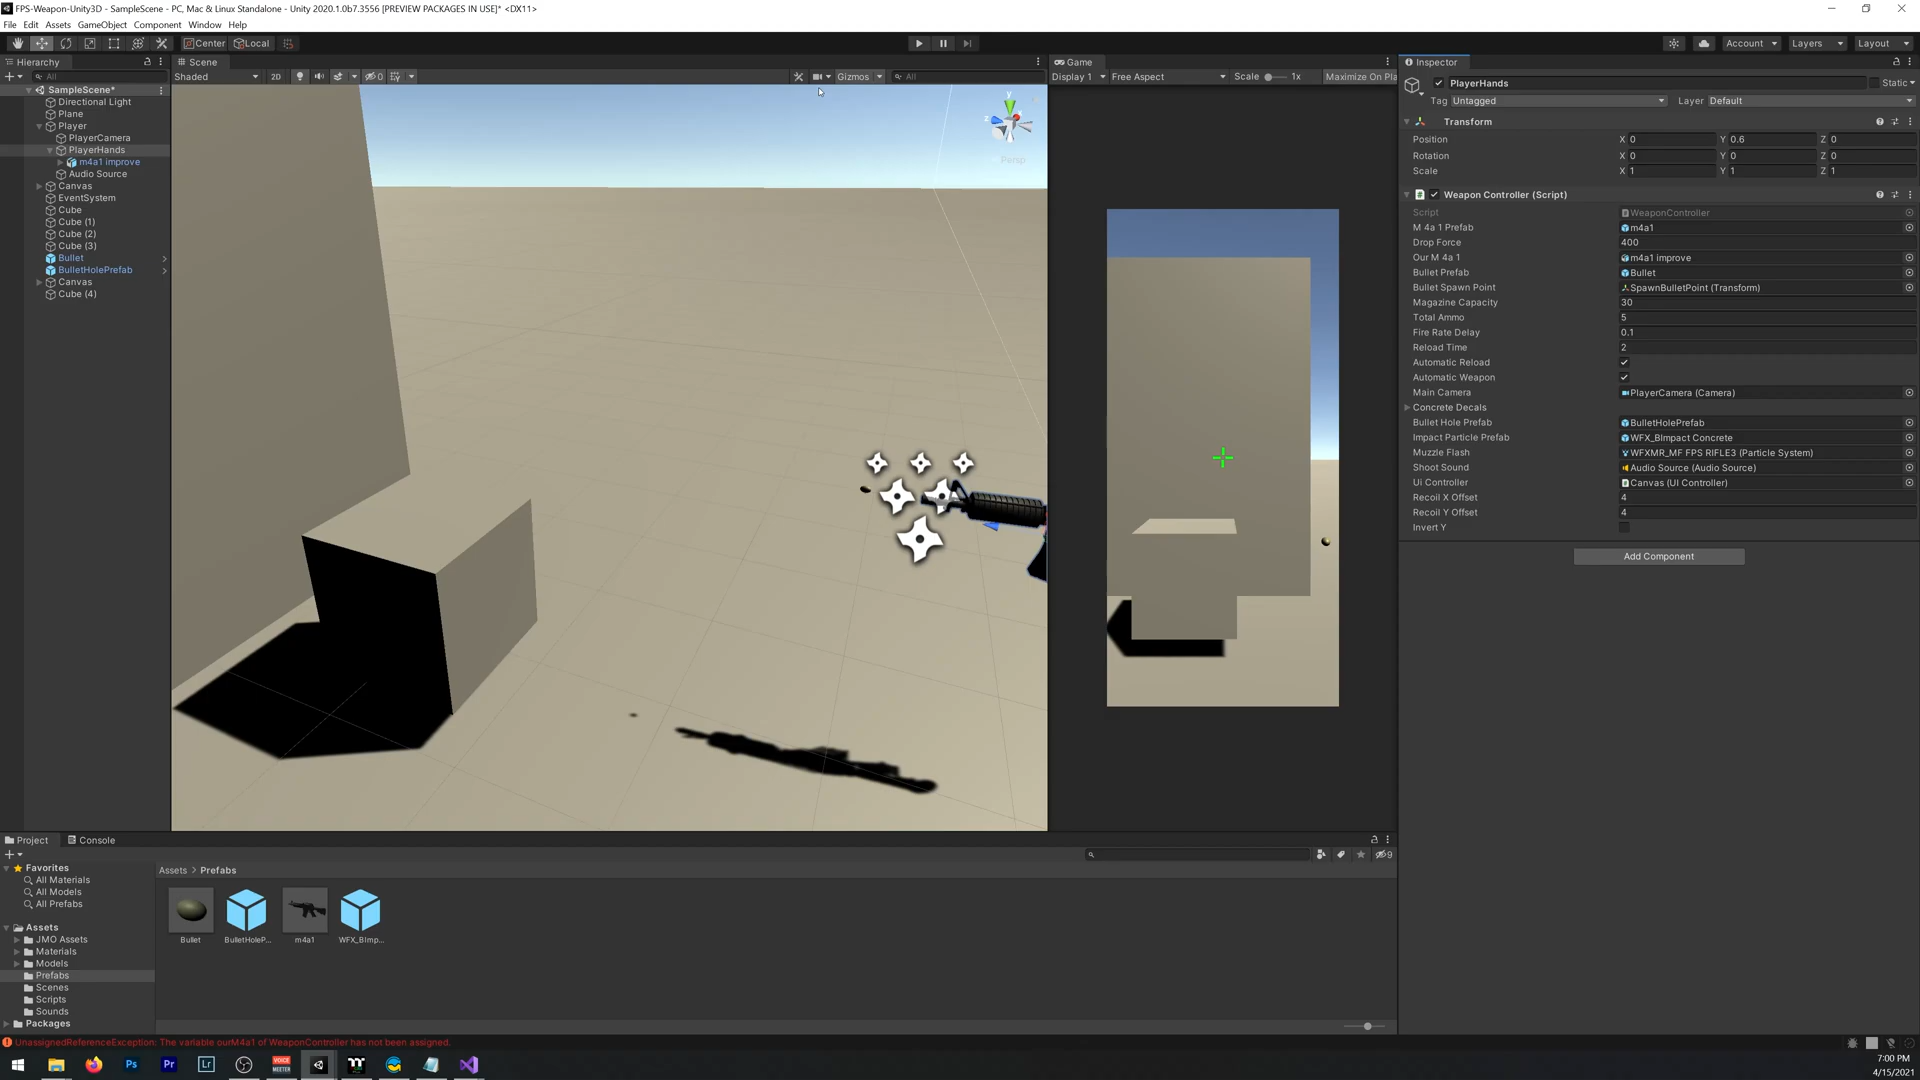 FPS-Weapon-Unity3D - SampleScene - PC, Mac & Linux Standalone - Unity 2020.1.0b7.3556 [PREVIEW PACKAGES IN USE]* <DX11>
File Edit Assets GameObject Component Window Help
Center Local Account Layers Layout
Hierarchy
All
SampleScene*
Directional Light
Plane
Player
PlayerCamera
PlayerHands
m4a1 improve
Audio Source
Canvas
EventSystem
Cube
Cube (1)
Cube (2)
Cube (3)
Bullet
BulletHolePrefab
Canvas
Cube (4)
Scene
Shaded 2D 0 Gizmos All
y
z
Persp
Game
Display 1 Free Aspect Scale 1x Maximize On Pla
Inspector
PlayerHands Static
Tag Untagged Layer Default
Transform
Position X 0 Y 0.6 Z 0
Rotation X 0 Y 0 Z 0
Scale X 1 Y 1 Z 1
Weapon Controller (Script)
Script WeaponController
M 4a 1 Prefab m4a1
Drop Force 400
Our M 4a 1 m4a1 improve
Bullet Prefab Bullet
Bullet Spawn Point SpawnBulletPoint (Transform)
Magazine Capacity 30
Total Ammo 5
Fire Rate Delay 0.1
Reload Time 2
Automatic Reload
Automatic Weapon
Main Camera PlayerCamera (Camera)
Concrete Decals
Bullet Hole Prefab BulletHolePrefab
Impact Particle Prefab WFX_BImpact Concrete
Muzzle Flash WFXMR_MF FPS RIFLE3 (Particle System)
Shoot Sound Audio Source (Audio Source)
Ui Controller Canvas (UI Controller)
Recoil X Offset 4
Recoil Y Offset 4
Invert Y
Add Component
Project Console
9
Favorites
All Materials
All Models
All Prefabs
Assets
JMO Assets
Materials
Models
Prefabs
Scenes
Scripts
Sounds
Packages
Assets > Prefabs
Bullet BulletHoleP... m4a1 WFX_BImp...
UnassignedReferenceException: The variable ourM4a1 of WeaponController has not been assigned.
Ps Pr Lr VOICE MEETER
7:00 PM
4/15/2021